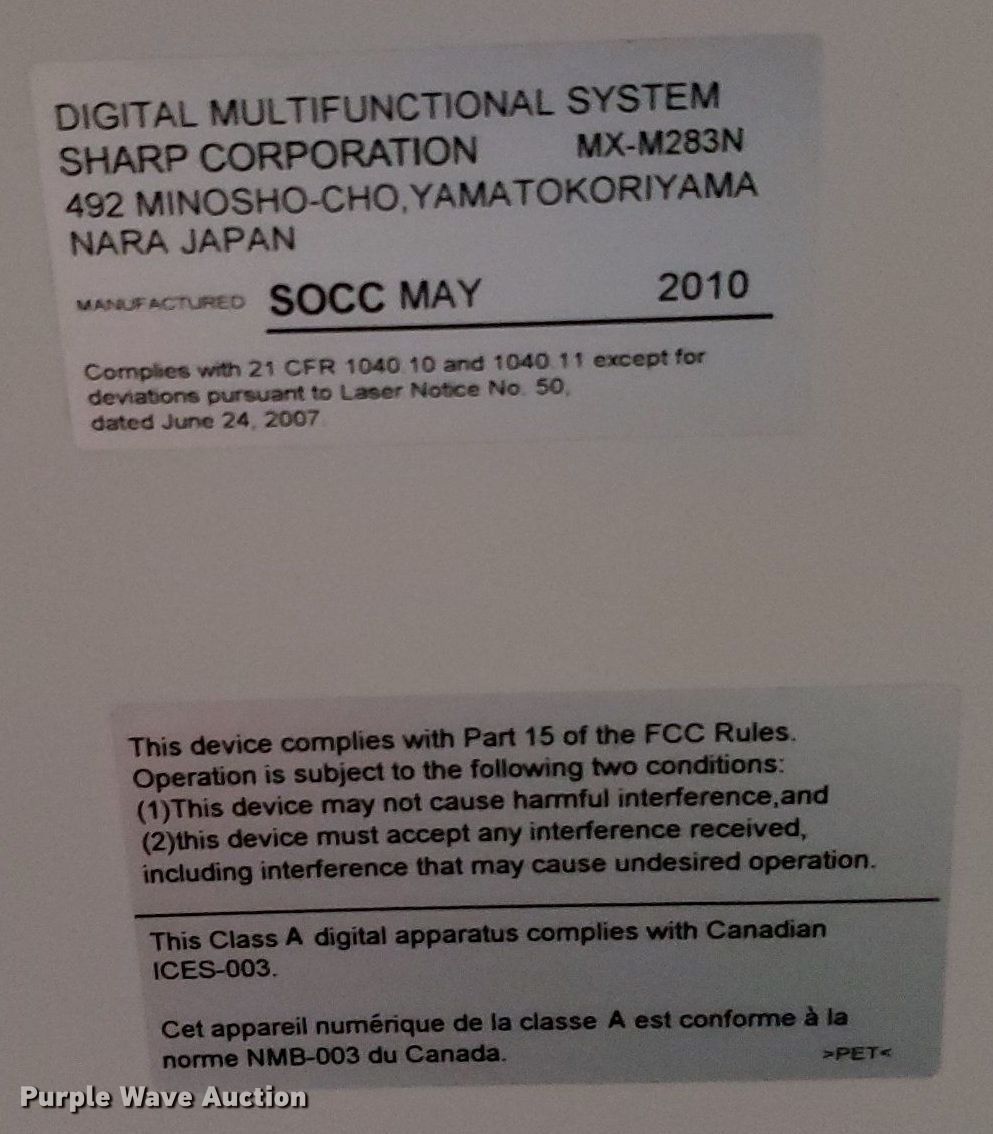 DIGITAL MULTIFUNCTIONAL SYSTEM
SHARP CORPORATION MX-M283N
492 MINOSHO-CHO,YAMATOKORIYAMA
NARA JAPAN
MANUFACTURED SOCC MAY 2010
Complies with 21 CFR 1040.10 and 1040.11 except for
deviations pursuant to Laser Notice No. 50,
dated June 24, 2007.
This device complies with Part 15 of the FCC Rules.
Operation is subject to the following two conditions:
(1)This device may not cause harmful interference,and
(2)this device must accept any interference received,
including interference that may cause undesired operation.
This Class A digital apparatus complies with Canadian
ICES-003.
Cet appareil numérique de la classe A est conforme à la
norme NMB-003 du Canada.
>PET<
Purple Wave Auction